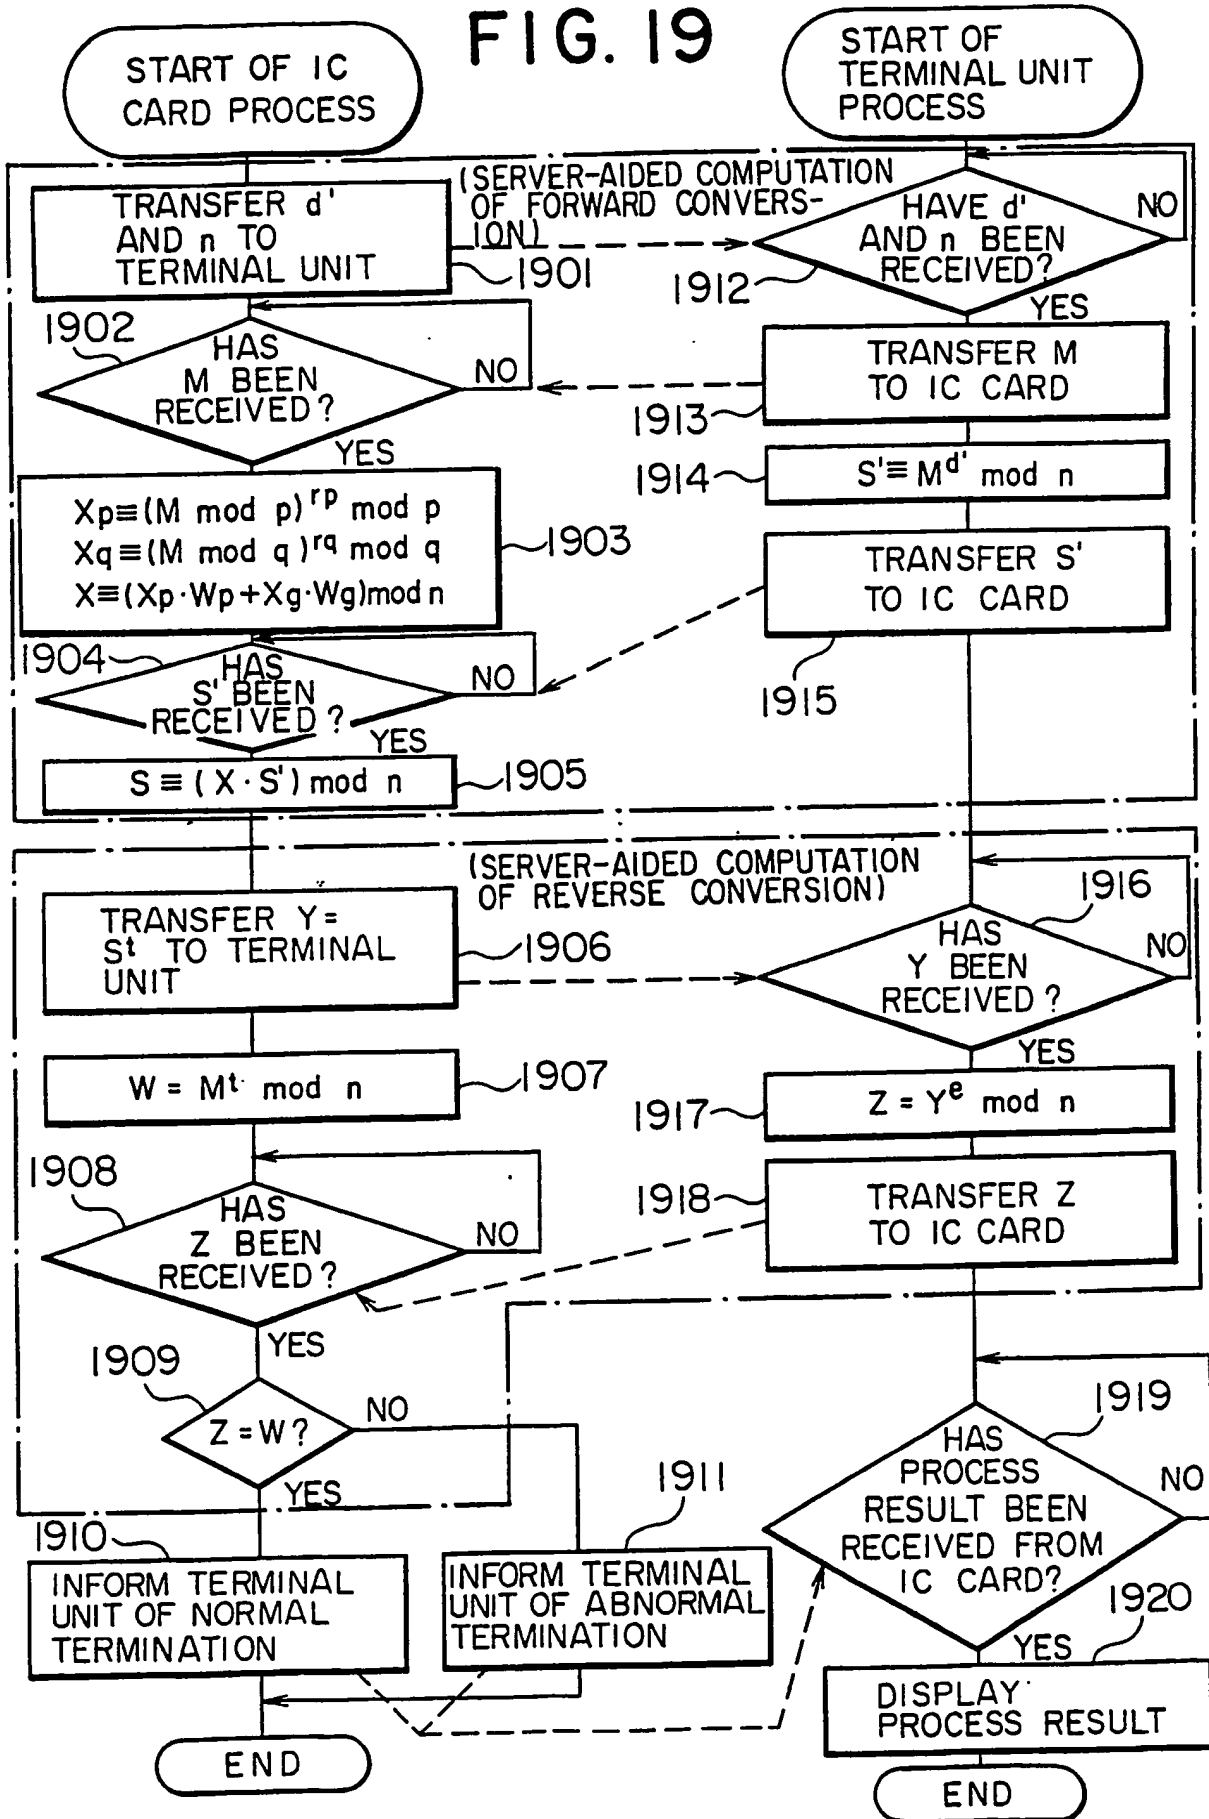 FIG. 19
START OF IC
CARD PROCESS
START OF
TERMINAL UNIT
PROCESS
(SERVER-AIDED COMPUTATION
OF FORWARD CONVERS-
ION)
TRANSFER d'
AND n TO
TERMINAL UNIT
1901
HAVE d'
AND n BEEN
RECEIVED?
NO
1912
YES
1902
HAS
M BEEN
RECEIVED?
NO
YES
TRANSFER M
TO IC CARD
1913
1914
S'≡M^d' mod n
Xp≡(M mod p)^rp mod p
Xq≡(M mod q)^rq mod q
X≡(Xp·Wp+Xg·Wg)mod n
1903
TRANSFER S'
TO IC CARD
1915
1904
HAS
S' BEEN
RECEIVED?
NO
YES
S≡(X·S') mod n
1905
(SERVER-AIDED COMPUTATION
OF REVERSE CONVERSION)
TRANSFER Y=
S^t TO TERMINAL
UNIT
1906
1916
HAS
Y BEEN
RECEIVED?
NO
YES
W = M^t mod n
1907
1917
Z = Y^e mod n
1908
HAS
Z BEEN
RECEIVED?
NO
YES
1918
TRANSFER Z
TO IC CARD
1909
Z = W?
NO
YES
1919
HAS
PROCESS
RESULT BEEN
RECEIVED FROM
IC CARD?
NO
YES
1910
INFORM TERMINAL
UNIT OF NORMAL
TERMINATION
1911
INFORM TERMINAL
UNIT OF ABNORMAL
TERMINATION
1920
DISPLAY
PROCESS RESULT
END
END